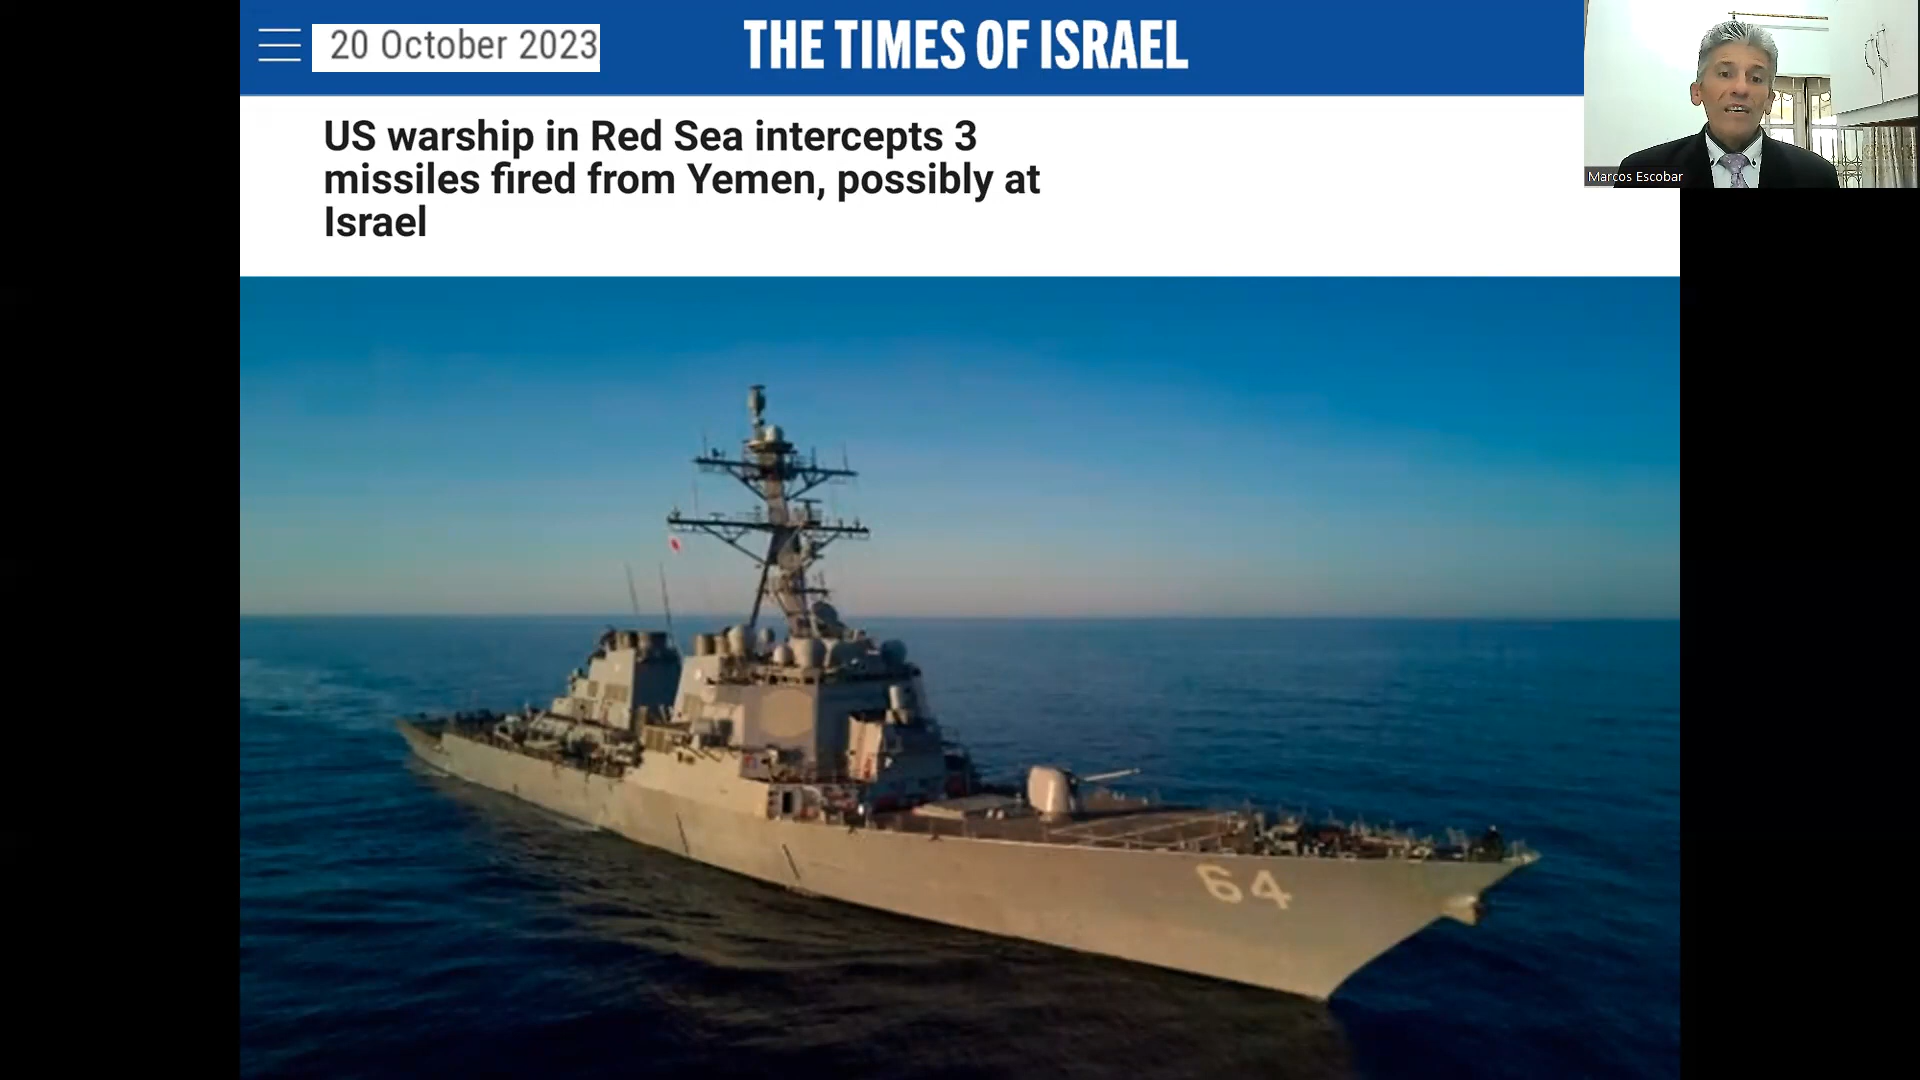 20 October 2023
THE TIMES OF ISRAEL
Marcos Escobar
US warship in Red Sea intercepts 3
missiles fired from Yemen, possibly at
Israel
64